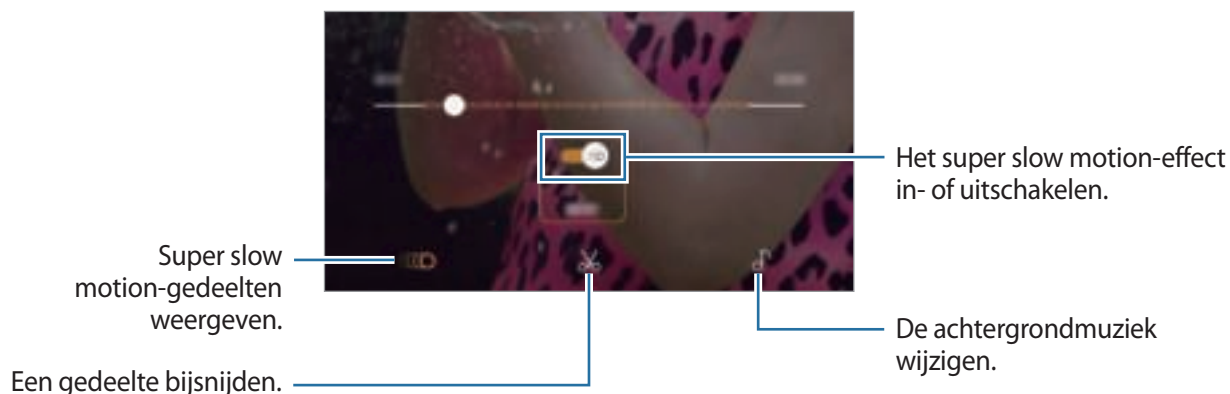 Het super slow motion-effect
in- of uitschakelen.
Super slow
motion-gedeelten
weergeven.
De achtergrondmuziek
wijzigen.
Een gedeelte bijsnijden.